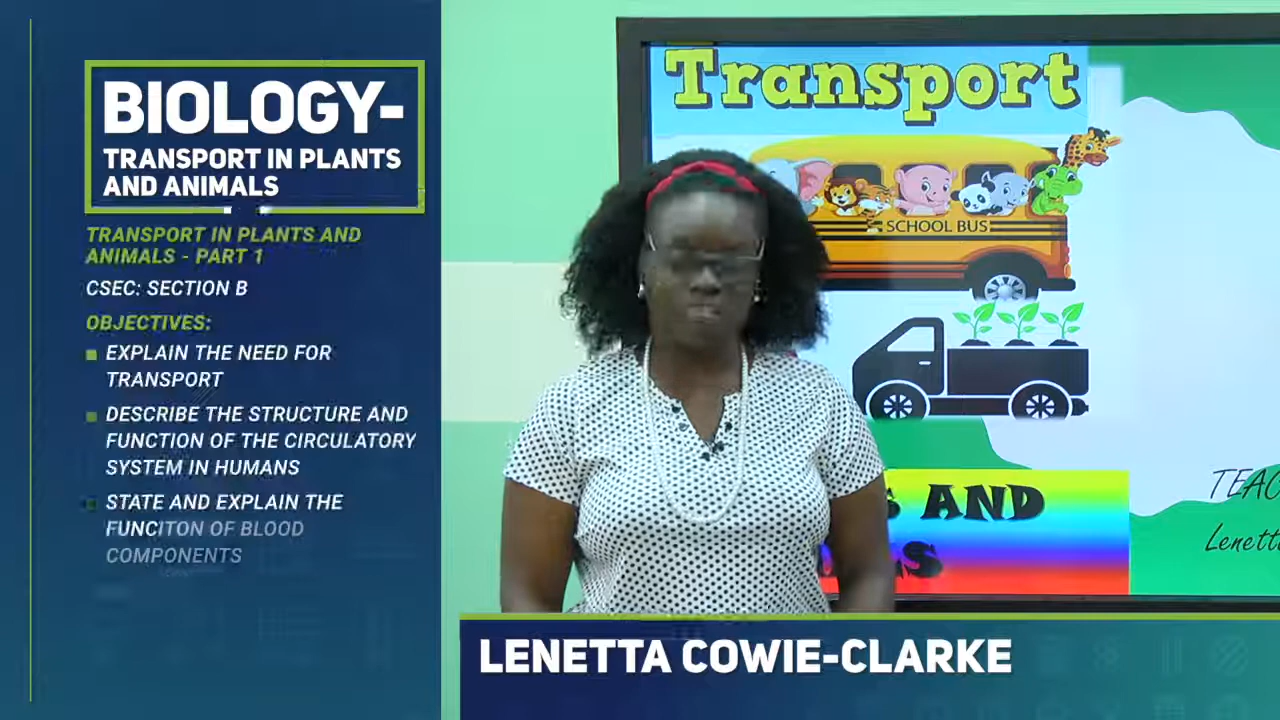 BIOLOGY-
TRANSPORT IN PLANTS
AND ANIMALS
TRANSPORT IN PLANTS AND
ANIMALS - PART 1
CSEC: SECTION B
OBJECTIVES:
EXPLAIN THE NEED FOR
TRANSPORT
DESCRIBE THE STRUCTURE AND
FUNCTION OF THE CIRCULATORY
SYSTEM IN HUMANS
STATE AND EXPLAIN THE
FUNCITON OF BLOOD
COMPONENTS
Transport
SCHOOL BUS
AND
LENETTA COWIE-CLARKE